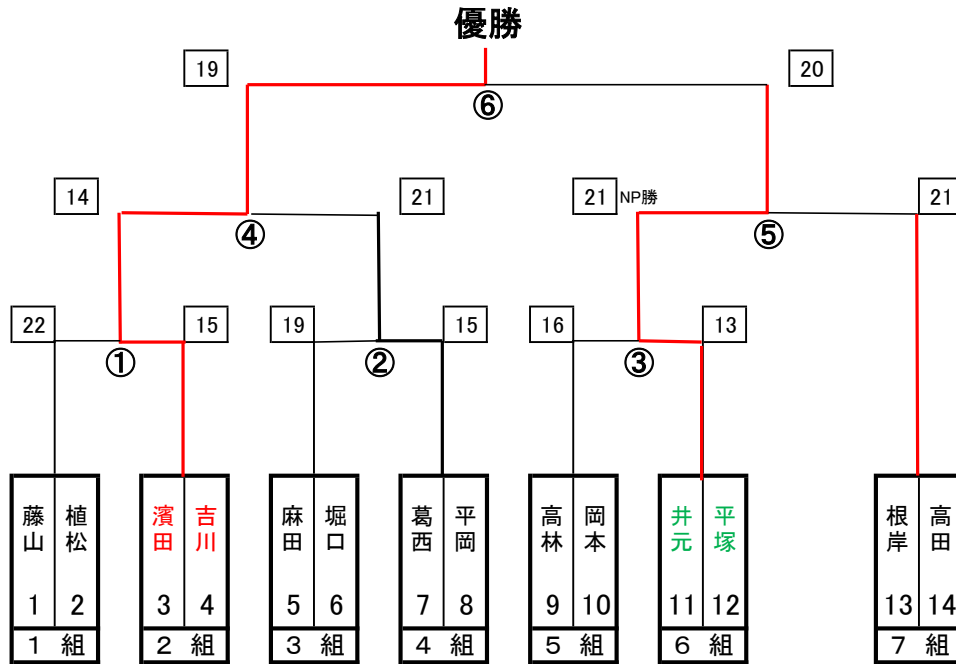 優勝
19
20
⑥
14
21
21 NP勝
21
④
⑤
22
15
19
15
16
13
①
②
③
藤山
植松
濱田
吉川
麻田
堀口
葛西
平岡
高林
岡本
井元
平塚
根岸
高田
1 2 3 4 5 6 7 8 9 10 11 12 13 14
1 組 2 組 3 組 4 組 5 組 6 組 7 組